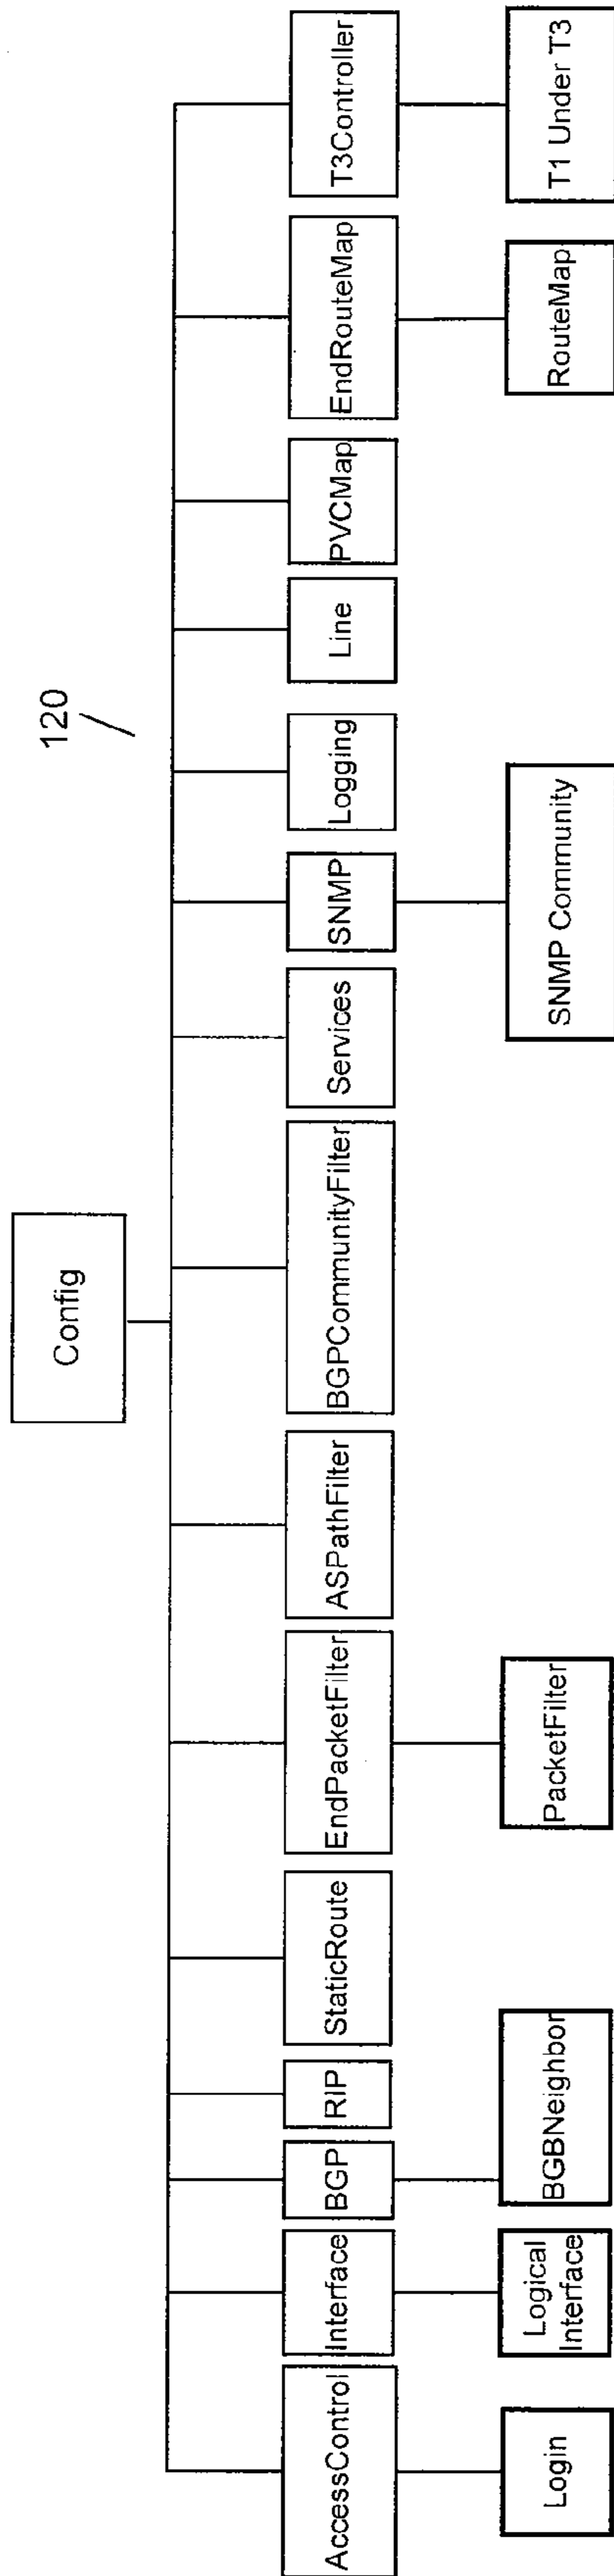 120
Config
AccessControl
Interface
BGP
RIP
StaticRoute
EndPacketFilter
ASPathFilter
BGPCommunityFilter
Services
SNMP
Logging
Line
PVCMap
EndRouteMap
T3Controller
Login
Logical
Interface
BGBNeighbor
PacketFilter
SNMP Community
RouteMap
T1 Under T3